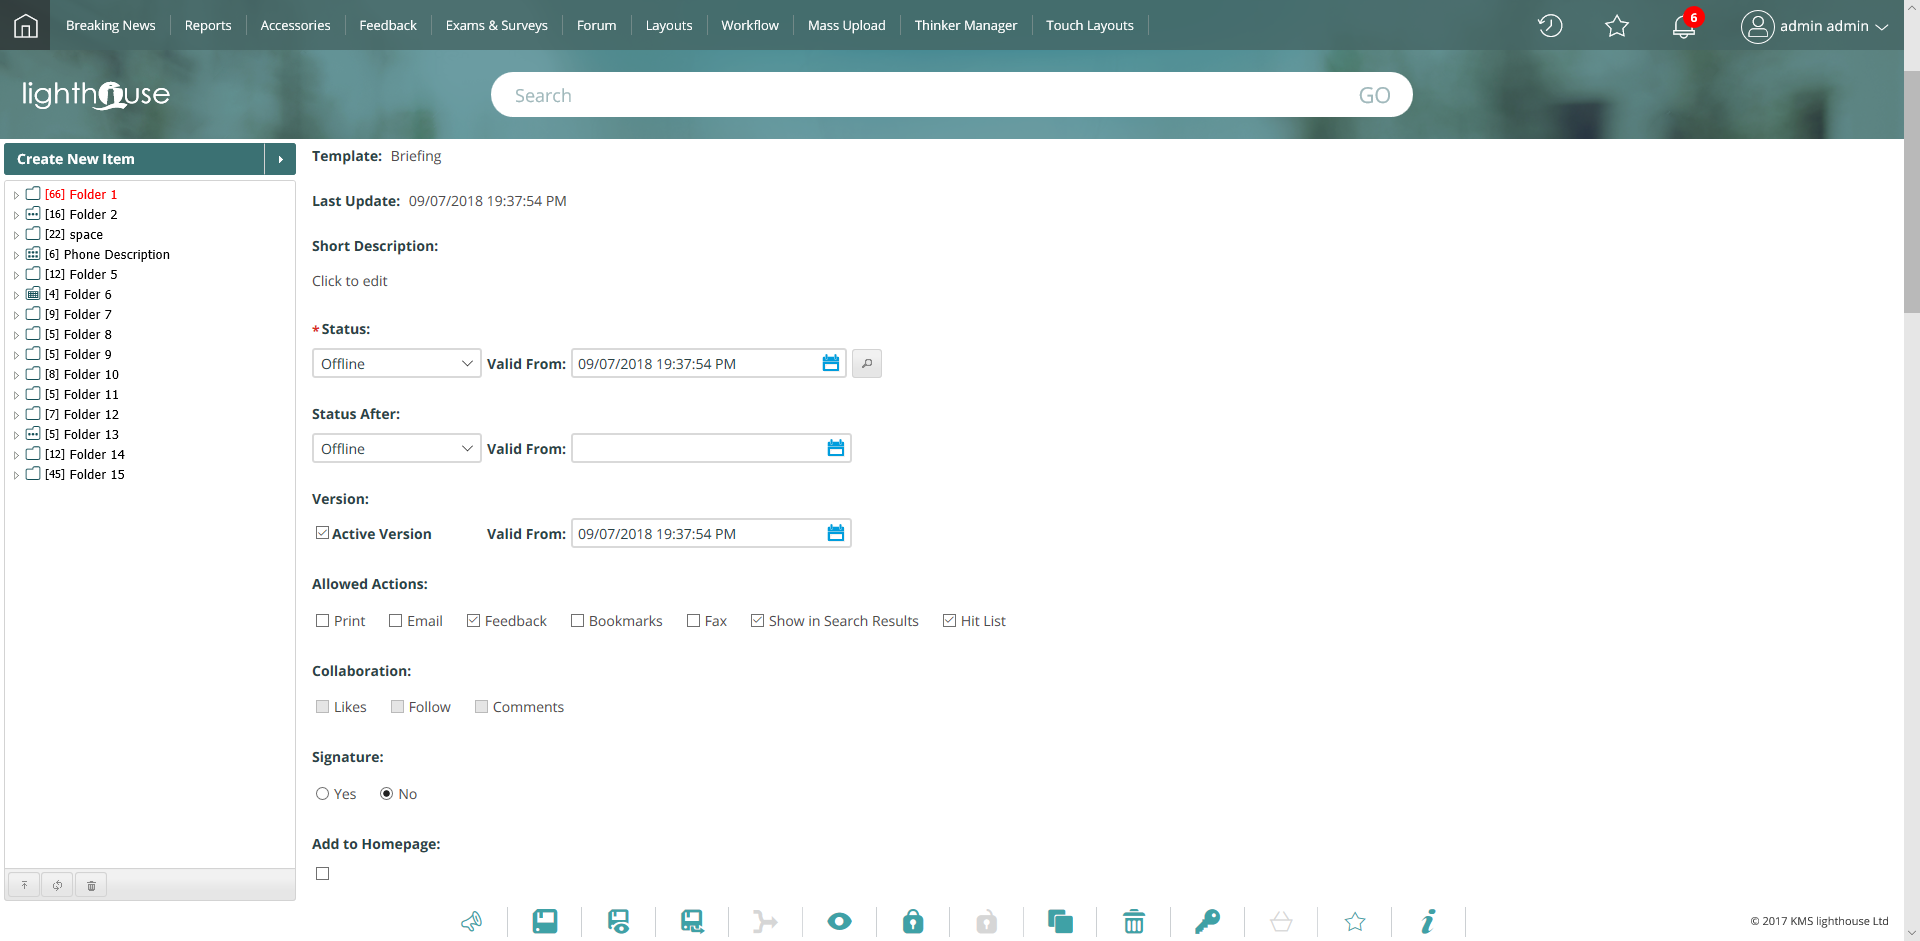 Breaking News
Reports
Accessories
Feedback
Exams & Surveys
Forum
Layouts
Workflow
Mass Upload
Thinker Manager
Touch Layouts
6
admin admin
lighthouse
Search
GO
Create New Item
[66] Folder 1
[16] Folder 2
[22] space
[6] Phone Description
[12] Folder 5
[4] Folder 6
[9] Folder 7
[5] Folder 8
[5] Folder 9
[8] Folder 10
[5] Folder 11
[7] Folder 12
[5] Folder 13
[12] Folder 14
[45] Folder 15
Template: Briefing
Last Update: 09/07/2018 19:37:54 PM
Short Description:
Click to edit
*Status:
Offline Valid From: 09/07/2018 19:37:54 PM
Status After:
Offline Valid From:
Version:
Active Version Valid From: 09/07/2018 19:37:54 PM
Allowed Actions:
Print Email Feedback Bookmarks Fax Show in Search Results Hit List
Collaboration:
Likes Follow Comments
Signature:
Yes No
Add to Homepage:
© 2017 KMS lighthouse Ltd